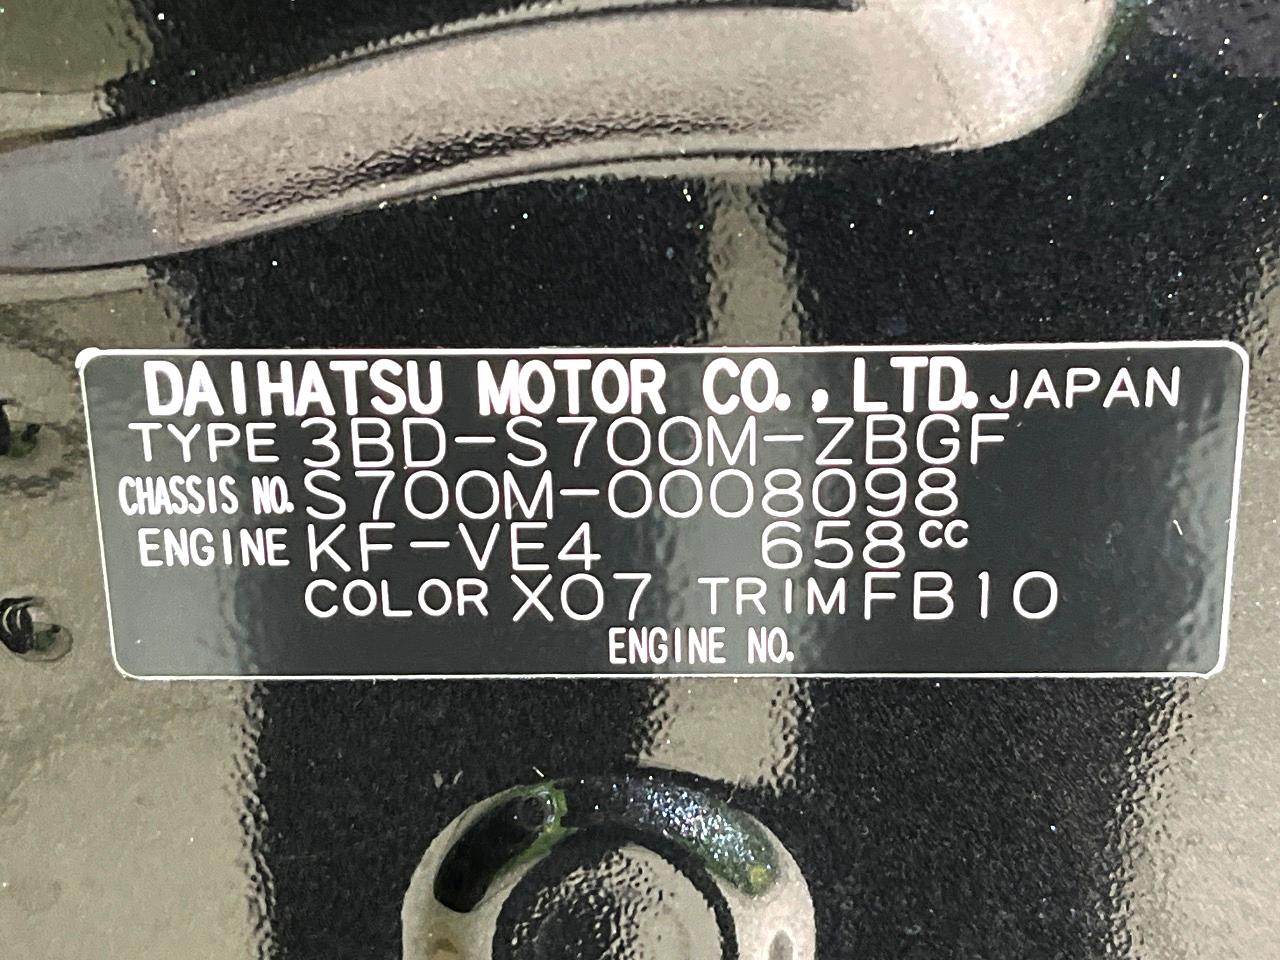 DAIHATSU MOTOR CO., LTD. JAPAN
TYPE 3BD-S700M-ZBGF
CHASSIS NO. S700M-0008098
ENGINE KF-VE4 658cc
COLOR X07 TRIM FB10
ENGINE NO.